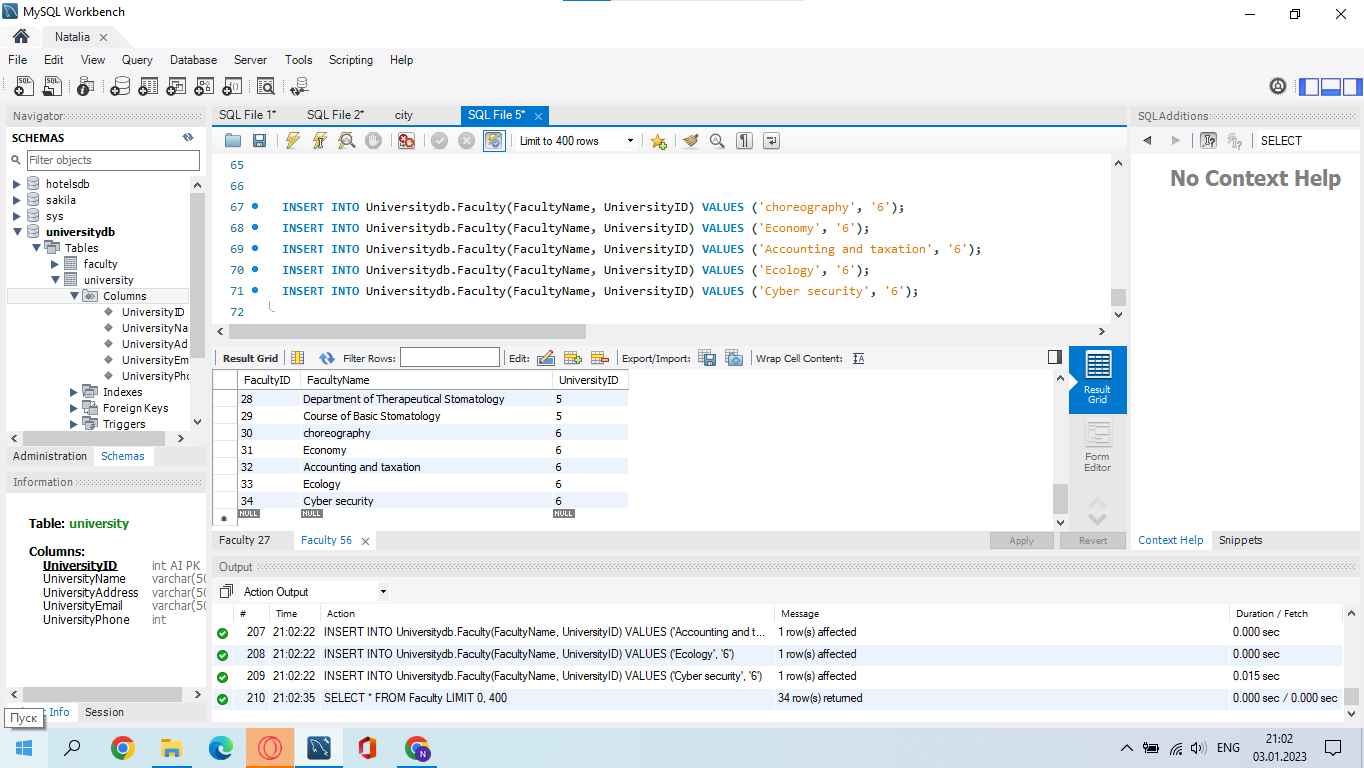 MySQL Workbench
Natalia
File Edit View Query Database Server Tools Scripting Help
Navigator
SCHEMAS
Filter objects
hotelsdb
sakila
sys
universitydb
Tables
faculty
university
Columns
UniversityID
UniversityNa
UniversityAd
UniversityEm
UniversityPho
Indexes
Foreign Keys
Triggers
Administration Schemas
Information
Table: university
Columns:
UniversityID int AI PK
UniversityName varchar(50
UniversityAddress varchar(50
UniversityEmail varchar(50
UniversityPhone int
Info Session
Пуск
SQL File 1* SQL File 2* city SQL File 5*
Limit to 400 rows
65
66
67 INSERT INTO Universitydb.Faculty(FacultyName, UniversityID) VALUES ('choreography', '6');
68 INSERT INTO Universitydb.Faculty(FacultyName, UniversityID) VALUES ('Economy', '6');
69 INSERT INTO Universitydb.Faculty(FacultyName, UniversityID) VALUES ('Accounting and taxation', '6');
70 INSERT INTO Universitydb.Faculty(FacultyName, UniversityID) VALUES ('Ecology', '6');
71 INSERT INTO Universitydb.Faculty(FacultyName, UniversityID) VALUES ('Cyber security', '6');
72
Result Grid Filter Rows: Edit: Export/Import: Wrap Cell Content:
FacultyID FacultyName UniversityID
28 Department of Therapeutical Stomatology 5
29 Course of Basic Stomatology 5
30 choreography 6
31 Economy 6
32 Accounting and taxation 6
33 Ecology 6
34 Cyber security 6
NULL NULL NULL
Result Grid
Form Editor
Faculty 27 Faculty 56 Apply Revert
SQLAdditions
SELECT
No Context Help
Context Help Snippets
Output
Action Output
# Time Action Message Duration / Fetch
207 21:02:22 INSERT INTO Universitydb.Faculty(FacultyName, UniversityID) VALUES ('Accounting and t... 1 row(s) affected 0.000 sec
208 21:02:22 INSERT INTO Universitydb.Faculty(FacultyName, UniversityID) VALUES ('Ecology', '6') 1 row(s) affected 0.000 sec
209 21:02:22 INSERT INTO Universitydb.Faculty(FacultyName, UniversityID) VALUES ('Cyber security', '6') 1 row(s) affected 0.015 sec
210 21:02:35 SELECT * FROM Faculty LIMIT 0, 400 34 row(s) returned 0.000 sec / 0.000 sec
ENG
21:02
03.01.2023